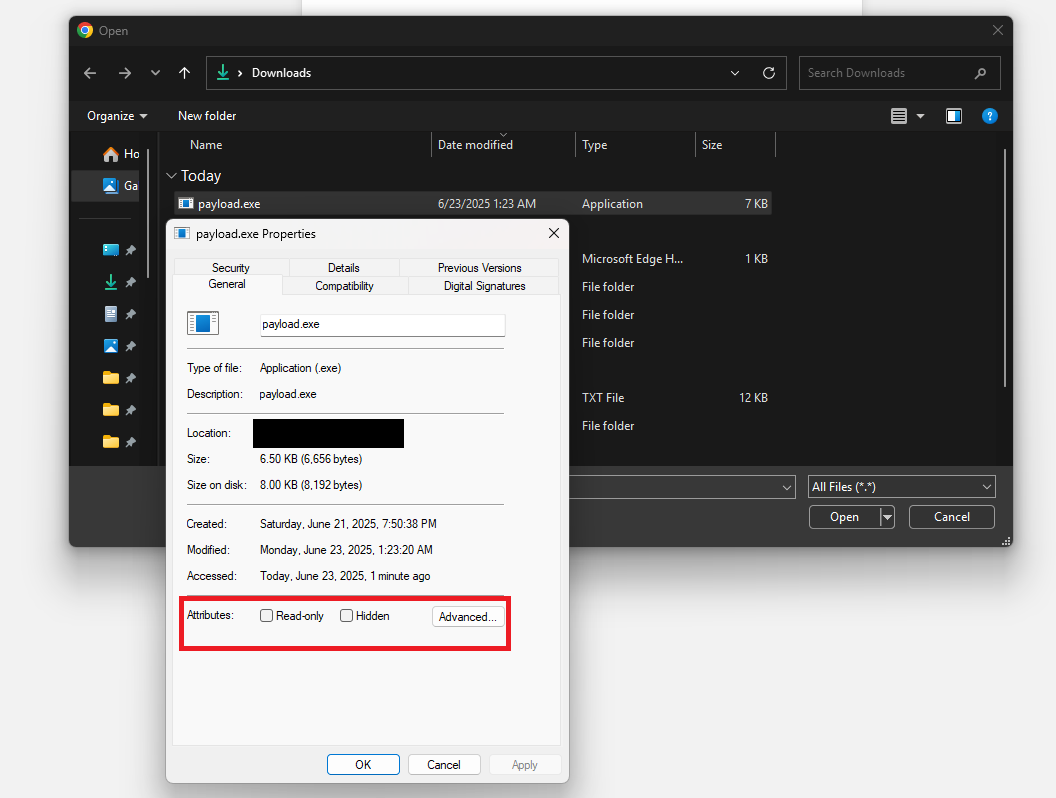 Open
Downloads
Search Downloads
Organize
New folder
?
Name
Date modified
Type
Size
Ho
Ga
Today
payload.exe 6/23/2025 1:23 AM Application 7 KB
Microsoft Edge H... 1 KB
File folder
File folder
File folder
TXT File 12 KB
File folder
All Files (*.*)
Open
Cancel
payload.exe Properties
Security
Details
Previous Versions
General
Compatibility
Digital Signatures
payload.exe
Type of file: Application (.exe)
Description: payload.exe
Location:
Size: 6.50 KB (6,656 bytes)
Size on disk: 8.00 KB (8,192 bytes)
Created: Saturday, June 21, 2025, 7:50:38 PM
Modified: Monday, June 23, 2025, 1:23:20 AM
Accessed: Today, June 23, 2025, 1 minute ago
Attributes: Read-only Hidden Advanced...
OK
Cancel
Apply